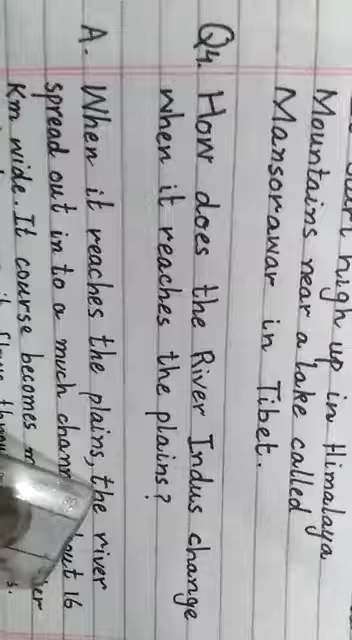 high up in Himalaya
Mountains near a lake called
Mansorawar in Tibet.
Q4. How does the River Indus change
when it reaches the plains?
A. When it reaches the plains, the river
spread out in to a much 16
Km wide. It course becomes